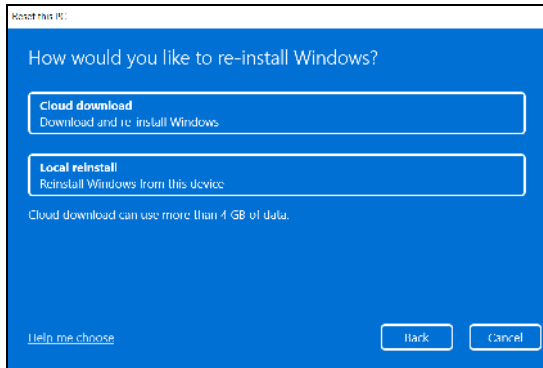 Reset this PC
How would you like to re-install Windows?
Cloud download
Download and re-install Windows
Local reinstall
Reinstall Windows from this device
Cloud download can use more than 4 GB of data.
Help me choose
Back
Cancel